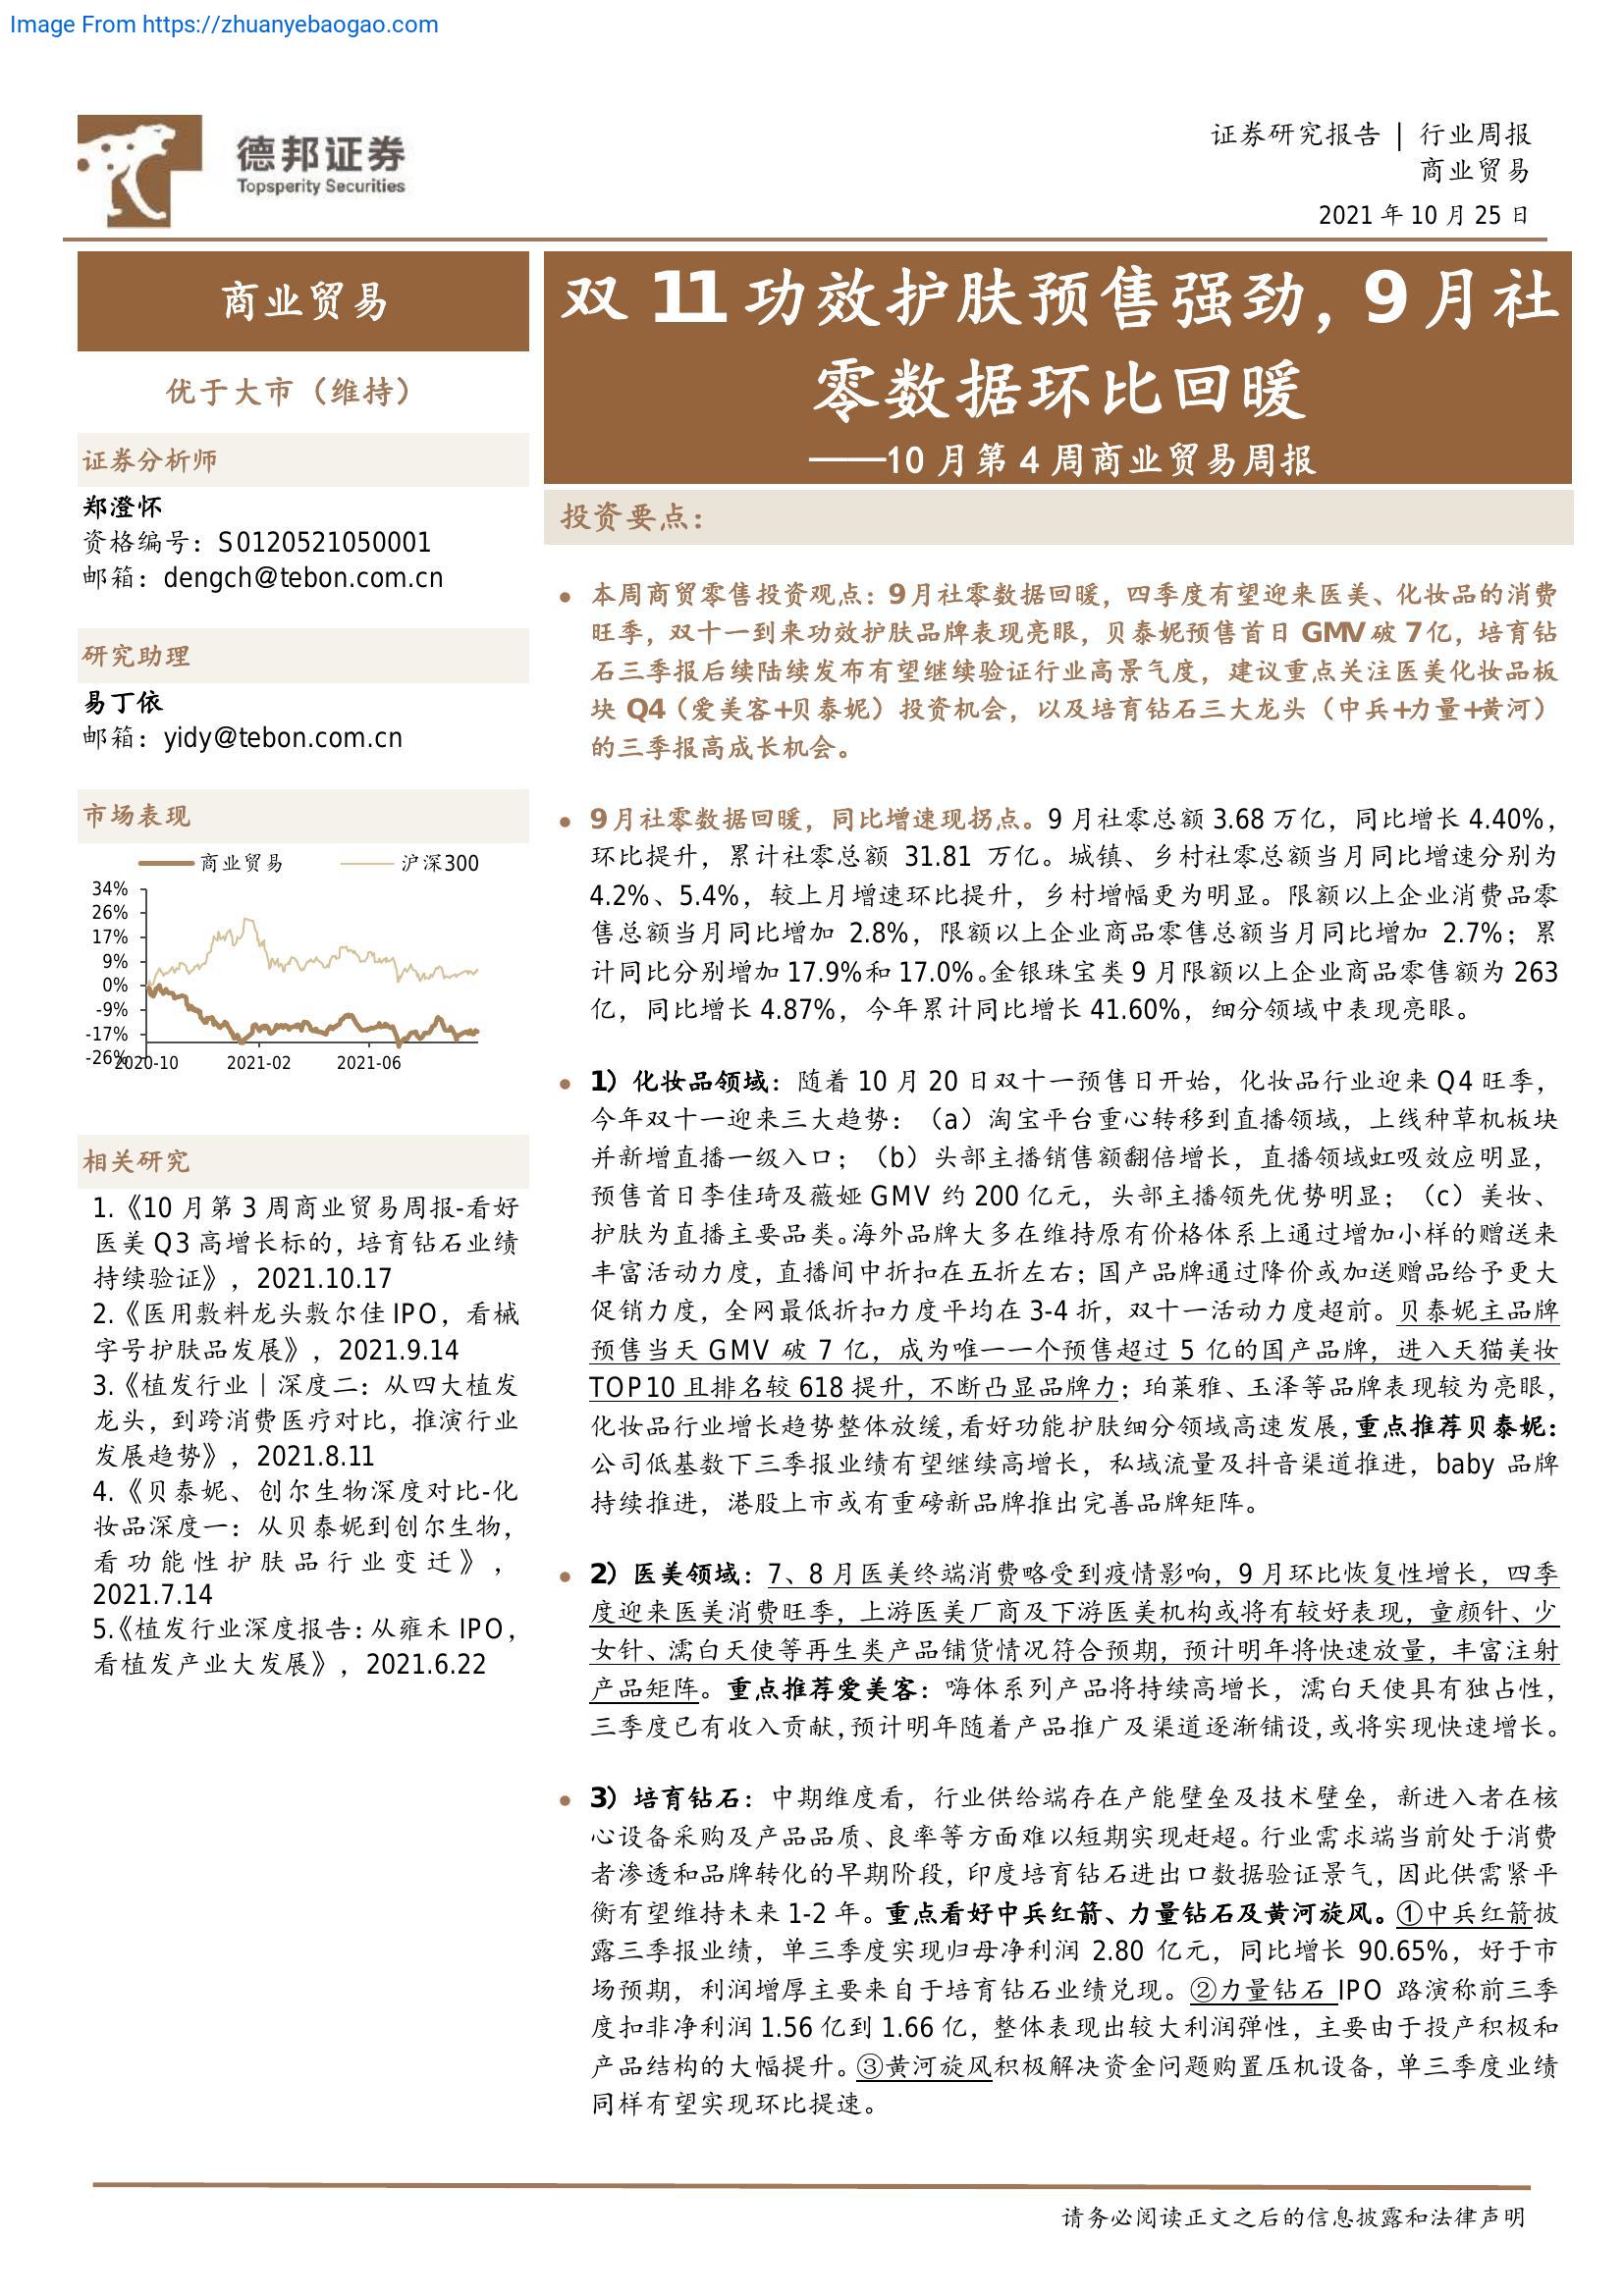 Image From https://zhuanyebaogao.com
德邦证券
Topsperity Securities
证券研究报告 | 行业周报
商业贸易
2021 年 10 月 25 日
商业贸易
优于大市（维持）
证券分析师
郑澄怀
资格编号：S0120521050001
邮箱：dengch@tebon.com.cn
研究助理
易丁依
邮箱：yidy@tebon.com.cn
市场表现
商业贸易 沪深300
34%
26%
17%
9%
0%
-9%
-17%
-26%
2020-10 2021-02 2021-06
相关研究
1.《10 月第 3 周商业贸易周报-看好
医美 Q3 高增长标的，培育钻石业绩
持续验证》，2021.10.17
2.《医用敷料龙头敷尔佳 IPO，看械
字号护肤品发展》，2021.9.14
3.《植发行业｜深度二：从四大植发
龙头，到跨消费医疗对比，推演行业
发展趋势》，2021.8.11
4.《贝泰妮、创尔生物深度对比-化
妆品深度一：从贝泰妮到创尔生物，
看功能性护肤品行业变迁》，
2021.7.14
5.《植发行业深度报告：从雍禾 IPO，
看植发产业大发展》，2021.6.22
双 11 功效护肤预售强劲，9 月社
零数据环比回暖
——10 月第 4 周商业贸易周报
投资要点：
• 本周商贸零售投资观点：9月社零数据回暖，四季度有望迎来医美、化妆品的消费
旺季，双十一到来功效护肤品牌表现亮眼，贝泰妮预售首日 GMV 破 7 亿，培育钻
石三季报后续陆续发布有望继续验证行业高景气度，建议重点关注医美化妆品板
块 Q4（爱美客+贝泰妮）投资机会，以及培育钻石三大龙头（中兵+力量+黄河）
的三季报高成长机会。
• 9月社零数据回暖，同比增速现拐点。9 月社零总额 3.68 万亿，同比增长 4.40%，
环比提升，累计社零总额 31.81 万亿。城镇、乡村社零总额当月同比增速分别为
4.2%、5.4%，较上月增速环比提升，乡村增幅更为明显。限额以上企业消费品零
售总额当月同比增加 2.8%，限额以上企业商品零售总额当月同比增加 2.7%；累
计同比分别增加 17.9%和 17.0%。金银珠宝类 9 月限额以上企业商品零售额为 263
亿，同比增长 4.87%，今年累计同比增长 41.60%，细分领域中表现亮眼。
• 1）化妆品领域：随着 10 月 20 日双十一预售日开始，化妆品行业迎来 Q4 旺季，
今年双十一迎来三大趋势：（a）淘宝平台重心转移到直播领域，上线种草机板块
并新增直播一级入口；（b）头部主播销售额翻倍增长，直播领域虹吸效应明显，
预售首日李佳琦及薇娅 GMV 约 200 亿元，头部主播领先优势明显；（c）美妆、
护肤为直播主要品类。海外品牌大多在维持原有价格体系上通过增加小样的赠送来
丰富活动力度，直播间中折扣在五折左右；国产品牌通过降价或加送赠品给予更大
促销力度，全网最低折扣力度平均在 3-4 折，双十一活动力度超前。贝泰妮主品牌
预售当天 GMV 破 7 亿，成为唯一一个预售超过 5 亿的国产品牌，进入天猫美妆
TOP10 且排名较 618 提升，不断凸显品牌力；珀莱雅、玉泽等品牌表现较为亮眼，
化妆品行业增长趋势整体放缓，看好功能护肤细分领域高速发展，重点推荐贝泰妮：
公司低基数下三季报业绩有望继续高增长，私域流量及抖音渠道推进，baby 品牌
持续推进，港股上市或有重磅新品牌推出完善品牌矩阵。
• 2）医美领域：7、8 月医美终端消费略受到疫情影响，9 月环比恢复性增长，四季
度迎来医美消费旺季，上游医美厂商及下游医美机构或将有较好表现，童颜针、少
女针、濡白天使等再生类产品铺货情况符合预期，预计明年将快速放量，丰富注射
产品矩阵。重点推荐爱美客：嗨体系列产品将持续高增长，濡白天使具有独占性，
三季度已有收入贡献，预计明年随着产品推广及渠道逐渐铺设，或将实现快速增长。
• 3）培育钻石：中期维度看，行业供给端存在产能壁垒及技术壁垒，新进入者在核
心设备采购及产品品质、良率等方面难以短期实现赶超。行业需求端当前处于消费
者渗透和品牌转化的早期阶段，印度培育钻石进出口数据验证景气，因此供需紧平
衡有望维持未来 1-2 年。重点看好中兵红箭、力量钻石及黄河旋风。①中兵红箭披
露三季报业绩，单三季度实现归母净利润 2.80 亿元，同比增长 90.65%，好于市
场预期，利润增厚主要来自于培育钻石业绩兑现。②力量钻石 IPO 路演称前三季
度扣非净利润 1.56 亿到 1.66 亿，整体表现出较大利润弹性，主要由于投产积极和
产品结构的大幅提升。③黄河旋风积极解决资金问题购置压机设备，单三季度业绩
同样有望实现环比提速。
请务必阅读正文之后的信息披露和法律声明